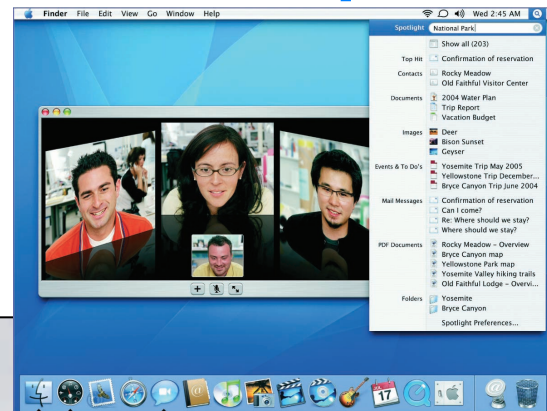 Finder File Edit View Go Window Help
Wed 2:45 AM
Spotlight National Park
Show all (203)
Top Hit Confirmation of reservation
Contacts Rocky Meadow
Old Faithful Visitor Center
Documents 2004 Water Plan
Trip Report
Vacation Budget
Images Deer
Bison Sunset
Geyser
Events & To Do's Yosemite Trip May 2005
Yellowstone Trip December...
Bryce Canyon Trip June 2004
Mail Messages Confirmation of reservation
Can I come?
Re: Where should we stay?
Where should we stay?
PDF Documents Rocky Meadow – Overview
Bryce Canyon map
Yellowstone Park map
Yosemite Valley hiking trails
Old Faithful Lodge – Overvi...
Folders Yosemite
Bryce Canyon
Spotlight Preferences...
17